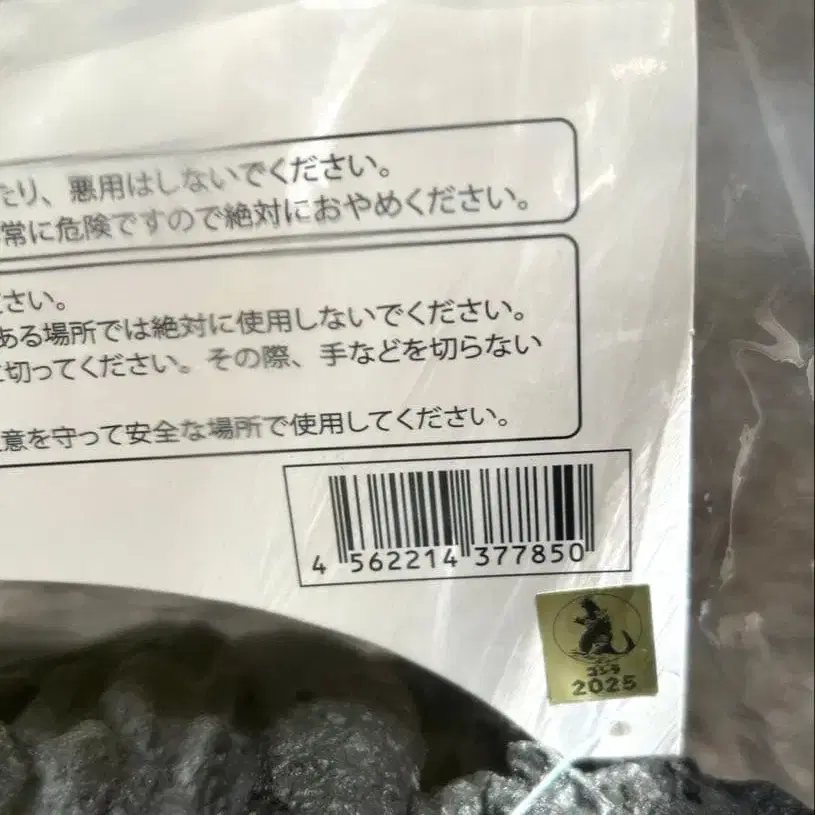 たり、悪用はしないでください。
常に危険ですので絶対におやめください。
ださい。
ある場所では絶対に使用しないでください。
切ってください。その際、手などを切らない
意を守って安全な場所で使用してください。
4 562214 377850
ゴジラ
2025